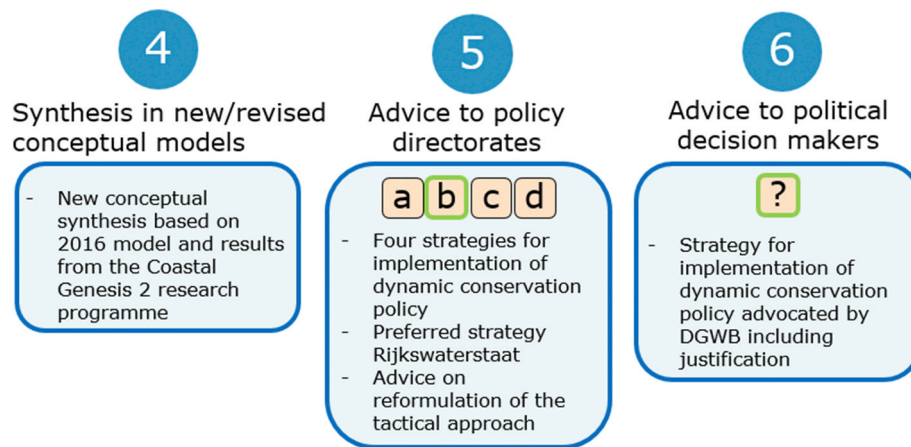 4
Synthesis in new/revised
conceptual models
- New conceptual
synthesis based on
2016 model and results
from the Coastal
Genesis 2 research
programme
5
Advice to policy
directorates
a b c d
- Four strategies for
implementation of
dynamic conservation
policy
- Preferred strategy
Rijkswaterstaat
- Advice on
reformulation of the
tactical approach
6
Advice to political
decision makers
?
- Strategy for
implementation of
dynamic conservation
policy advocated by
DGWB including
justification